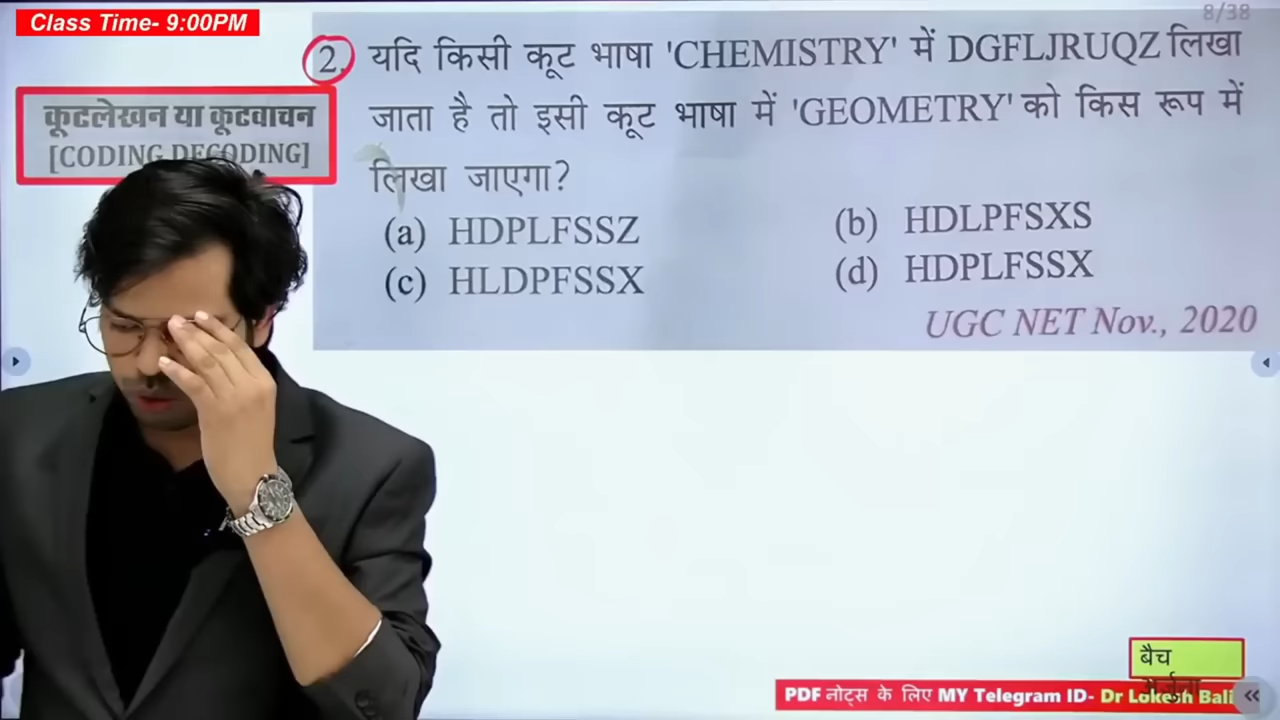 Class Time- 9:00PM
8/38
कूटलेखन या कूटवाचन
[CODING DECODING]
2. यदि किसी कूट भाषा 'CHEMISTRY' में DGFLJRUQZ लिखा
जाता है तो इसी कूट भाषा में 'GEOMETRY' को किस रूप में
लिखा जाएगा?
(a) HDPLFSSZ
(b) HDLPFSXS
(c) HLDPFSSX
(d) HDPLFSSX
UGC NET Nov., 2020
बैच
PDF नोट्स के लिए MY Telegram ID- Dr Lokesh Bali